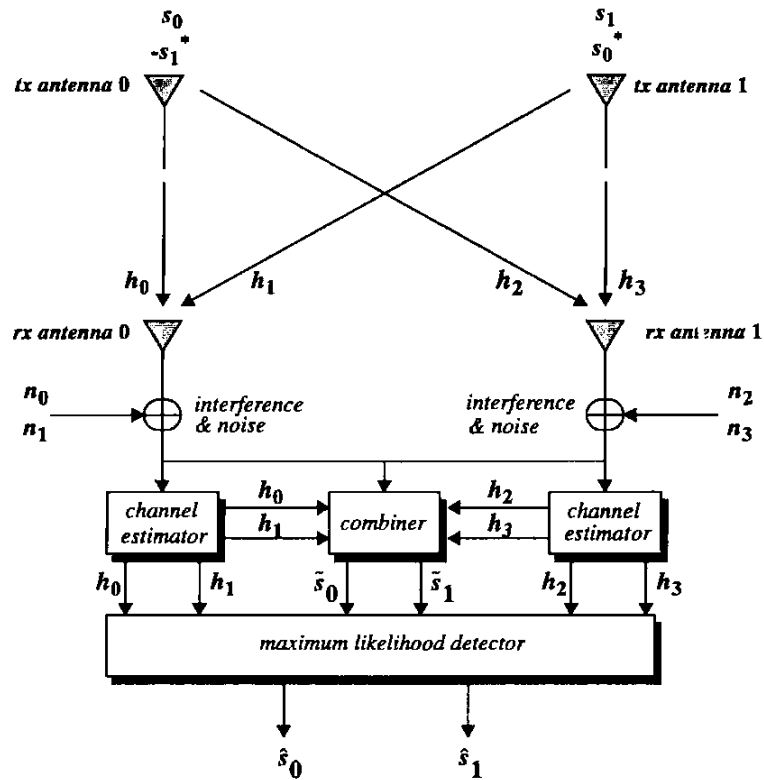 s0 s1
-s1* s0*
tx antenna 0 tx antenna 1
h0 h1 h2 h3
rx antenna 0 rx antenna 1
n0 interference interference n2
n1 & noise & noise n3
channel estimator h0 h1 combiner h2 h3 channel estimator
h0 h1 s̃0 s̃1 h2 h3
maximum likelihood detector
ŝ0 ŝ1